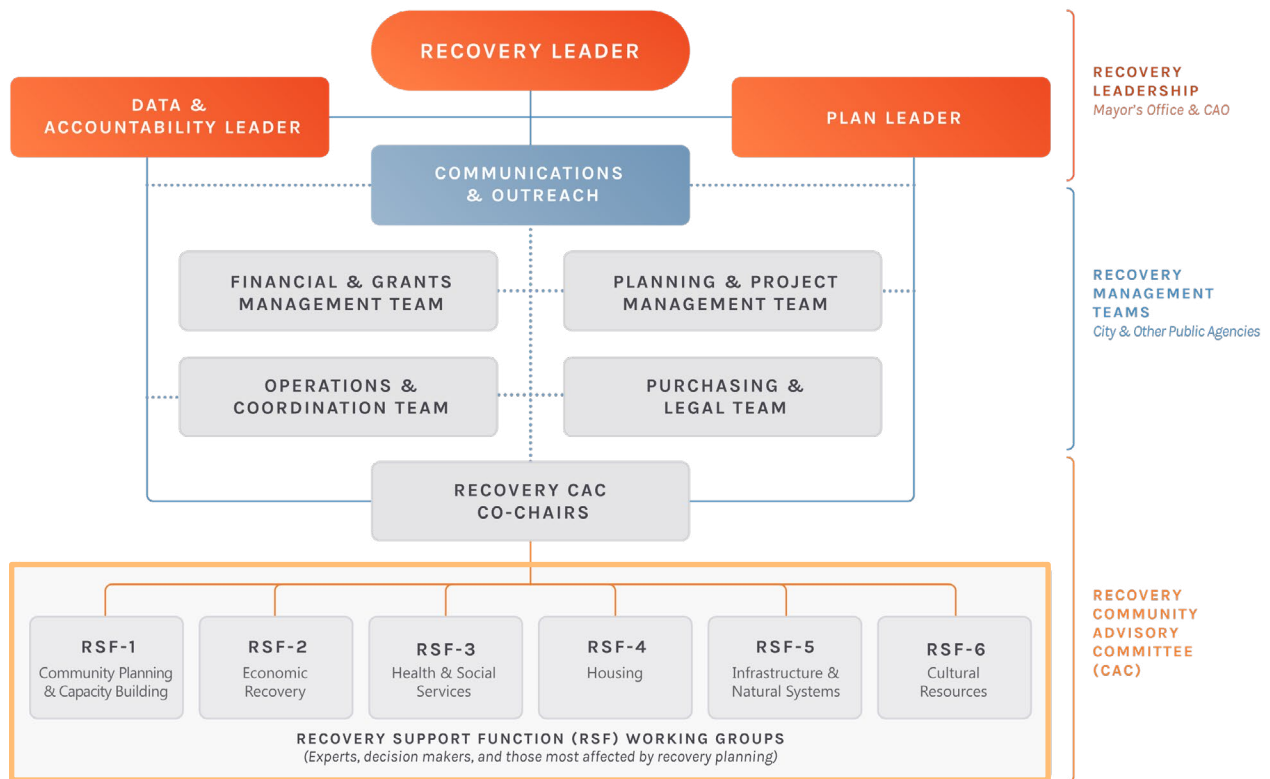 RECOVERY LEADER
DATA &
ACCOUNTABILITY LEADER
PLAN LEADER
RECOVERY
LEADERSHIP
Mayor's Office & CAO
COMMUNICATIONS
& OUTREACH
FINANCIAL & GRANTS
MANAGEMENT TEAM
PLANNING & PROJECT
MANAGEMENT TEAM
OPERATIONS &
COORDINATION TEAM
PURCHASING &
LEGAL TEAM
RECOVERY
MANAGEMENT
TEAMS
City & Other Public Agencies
RECOVERY CAC
CO-CHAIRS
RSF-1
Community Planning
& Capacity Building
RSF-2
Economic
Recovery
RSF-3
Health & Social
Services
RSF-4
Housing
RSF-5
Infrastructure &
Natural Systems
RSF-6
Cultural
Resources
RECOVERY SUPPORT FUNCTION (RSF) WORKING GROUPS
(Experts, decision makers, and those most affected by recovery planning)
RECOVERY
COMMUNITY
ADVISORY
COMMITTEE
(CAC)